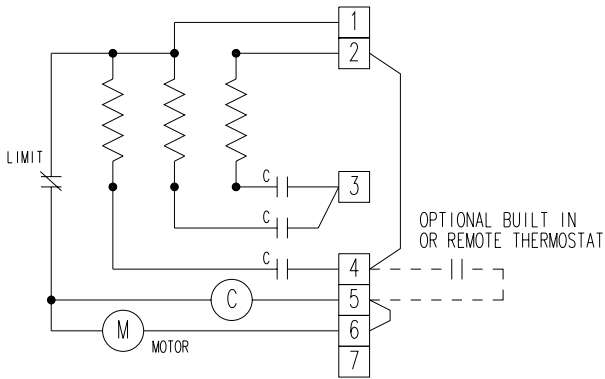 1
2
LIMIT
C
3
C
OPTIONAL BUILT IN
OR REMOTE THERMOSTAT
C
4
C
5
M
MOTOR
6
7